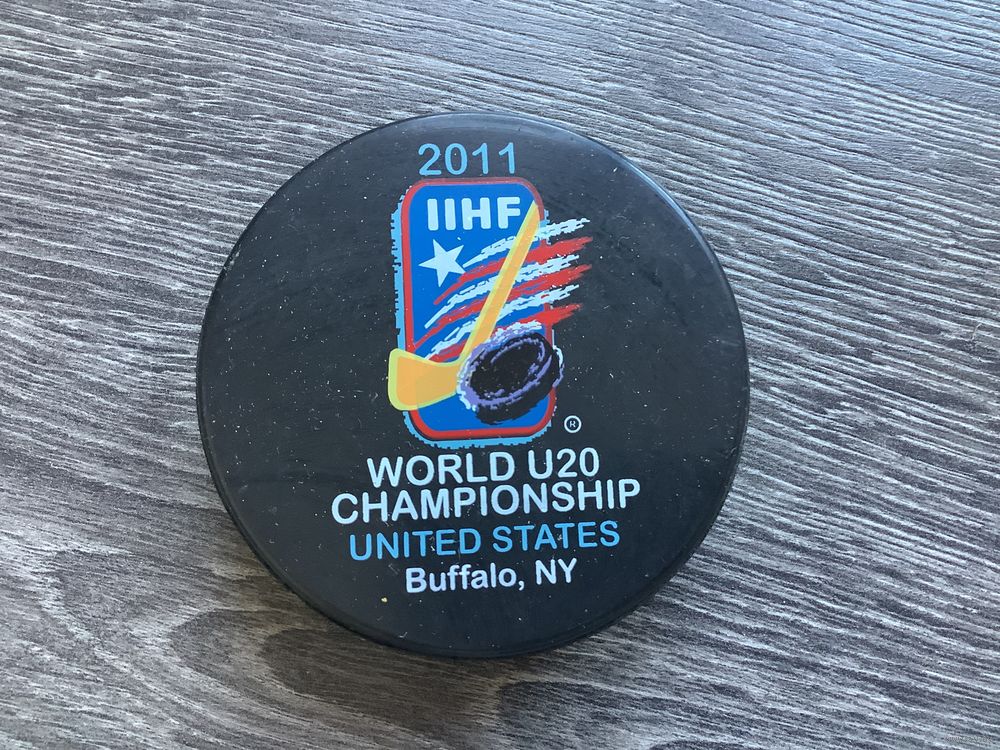 2011
IIHF
®
WORLD U20
CHAMPIONSHIP
UNITED STATES
Buffalo, NY